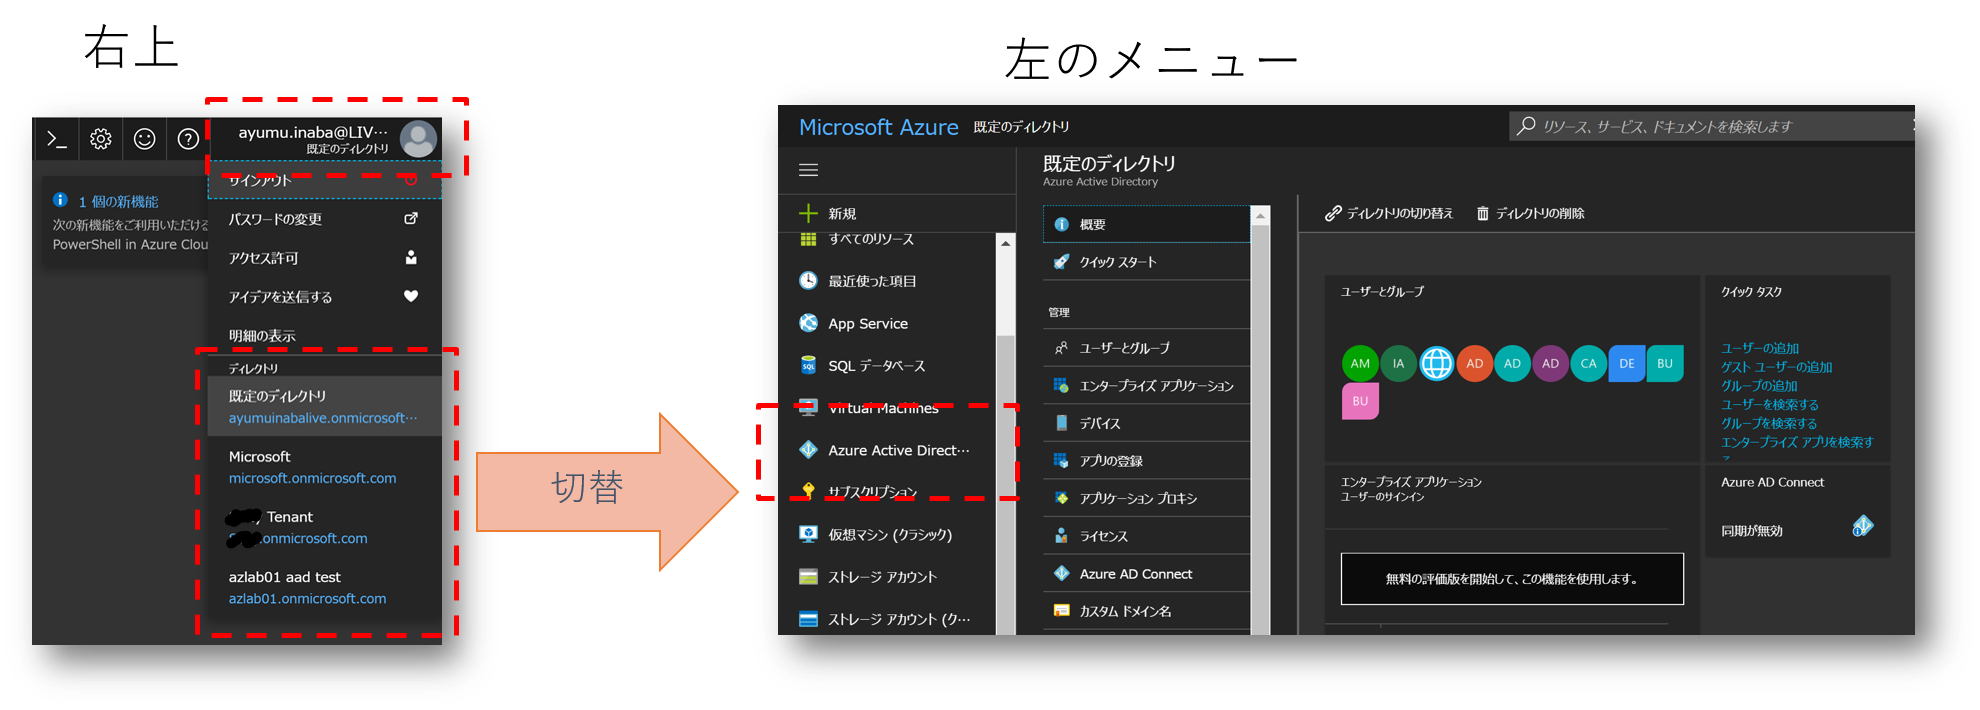 右上
左のメニュー
ayumu.inaba@LIV…
既定のディレクトリ
サインアウト
1 個の新機能
次の新機能をご利用いただける
PowerShell in Azure Clou
パスワードの変更
アクセス許可
アイデアを送信する
明細の表示
ディレクトリ
既定のディレクトリ
ayumuinabalive.onmicrosoft…
Microsoft
microsoft.onmicrosoft.com
Tenant
.onmicrosoft.com
azlab01 aad test
azlab01.onmicrosoft.com
切替
Microsoft Azure 既定のディレクトリ
リソース、サービス、ドキュメントを検索します
新規
すべてのリソース
最近使った項目
App Service
SQL データベース
Virtual Machines
Azure Active Direct…
サブスクリプション
仮想マシン (クラシック)
ストレージ アカウント
ストレージ アカウント (ク…
既定のディレクトリ
Azure Active Directory
概要
クイック スタート
管理
ユーザーとグループ
エンタープライズ アプリケーション
デバイス
アプリの登録
アプリケーション プロキシ
ライセンス
Azure AD Connect
カスタム ドメイン名
ディレクトリの切り替え ディレクトリの削除
ユーザーとグループ
AM IA AD AD AD CA DE BU
BU
エンタープライズ アプリケーション
ユーザーのサインイン
無料の評価版を開始して、この機能を使用します。
クイック タスク
ユーザーの追加
ゲスト ユーザーの追加
グループの追加
ユーザーを検索する
グループを検索する
エンタープライズ アプリを検索す
Azure AD Connect
同期が無効